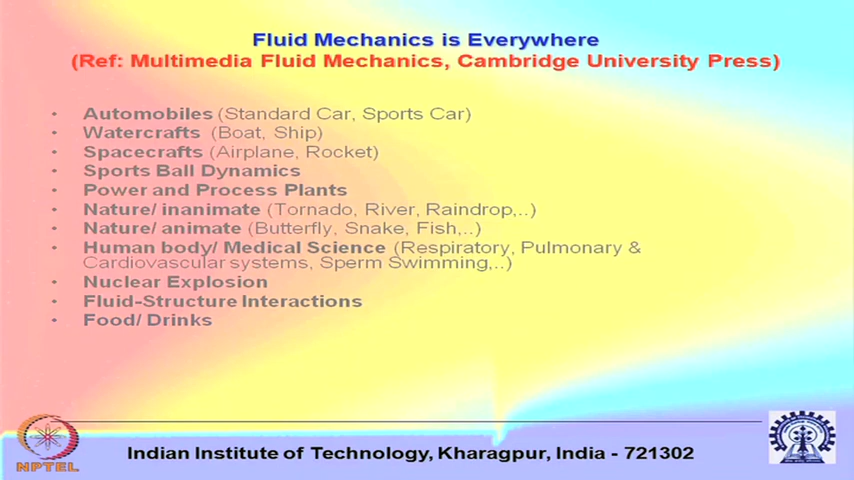 Fluid Mechanics is Everywhere
(Ref: Multimedia Fluid Mechanics, Cambridge University Press)
• Automobiles (Standard Car, Sports Car)
• Watercrafts (Boat, Ship)
• Spacecrafts (Airplane, Rocket)
• Sports Ball Dynamics
• Power and Process Plants
• Nature/ inanimate (Tornado, River, Raindrop,..)
• Nature/ animate (Butterfly, Snake, Fish,..)
• Human body/ Medical Science (Respiratory, Pulmonary &
Cardiovascular systems, Sperm Swimming,..)
• Nuclear Explosion
• Fluid-Structure Interactions
• Food/ Drinks
Indian Institute of Technology, Kharagpur, India - 721302
NPTEL